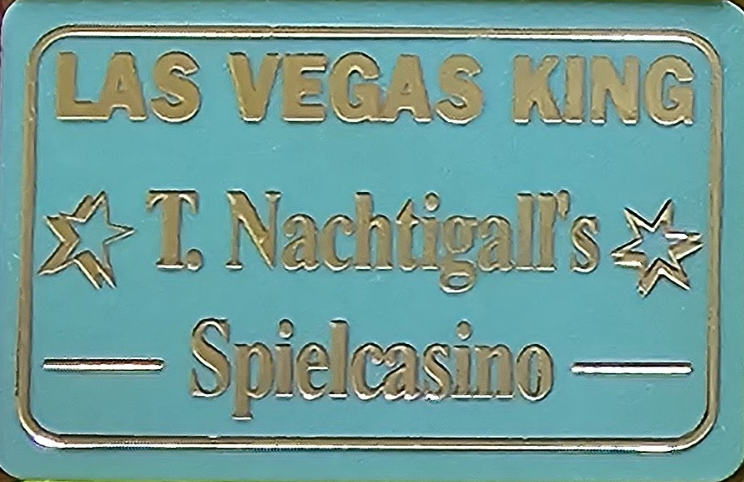 LAS VEGAS KING
T. Nachtigall's
Spielcasino